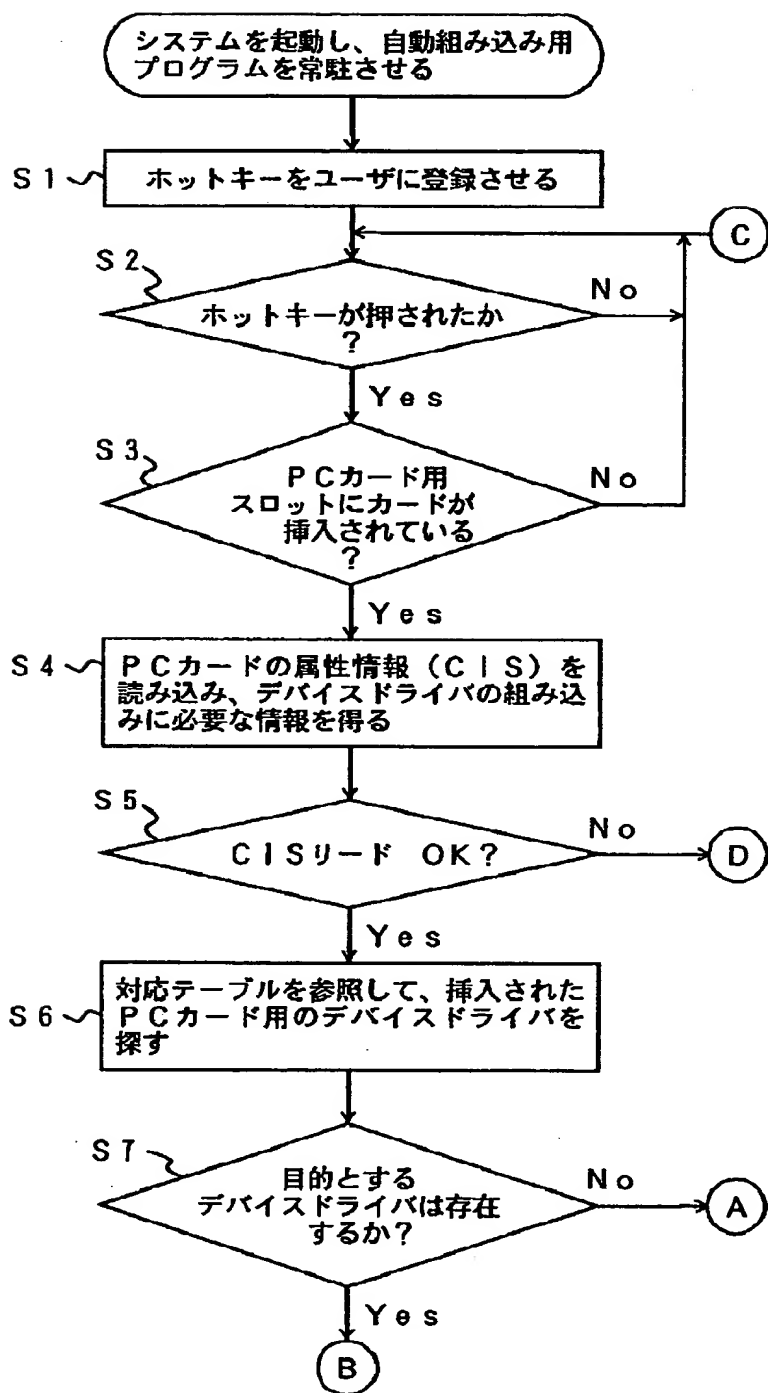 システムを起動し、自動組み込み用
プログラムを常駐させる
S1
ホットキーをユーザに登録させる
C
S2
ホットキーが押されたか
?
No
Yes
S3
PCカード用
スロットにカードが
挿入されている
?
No
Yes
S4
PCカードの属性情報(CIS)を
読み込み、デバイスドライバの組み込
みに必要な情報を得る
S5
CISリード OK?
No
D
Yes
S6
対応テーブルを参照して、挿入された
PCカード用のデバイスドライバを
探す
S7
目的とする
デバイスドライバは存在
するか?
No
A
Yes
B